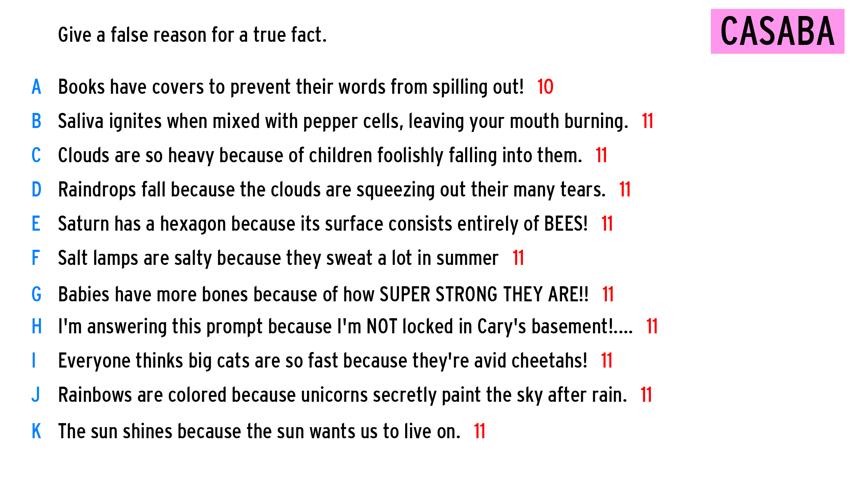 Give a false reason for a true fact.
CASABA
A Books have covers to prevent their words from spilling out! 10
B Saliva ignites when mixed with pepper cells, leaving your mouth burning. 11
C Clouds are so heavy because of children foolishly falling into them. 11
D Raindrops fall because the clouds are squeezing out their many tears. 11
E Saturn has a hexagon because its surface consists entirely of BEES! 11
F Salt lamps are salty because they sweat a lot in summer 11
G Babies have more bones because of how SUPER STRONG THEY ARE!! 11
H I'm answering this prompt because I'm NOT locked in Cary's basement!.... 11
I Everyone thinks big cats are so fast because they're avid cheetahs! 11
J Rainbows are colored because unicorns secretly paint the sky after rain. 11
K The sun shines because the sun wants us to live on. 11